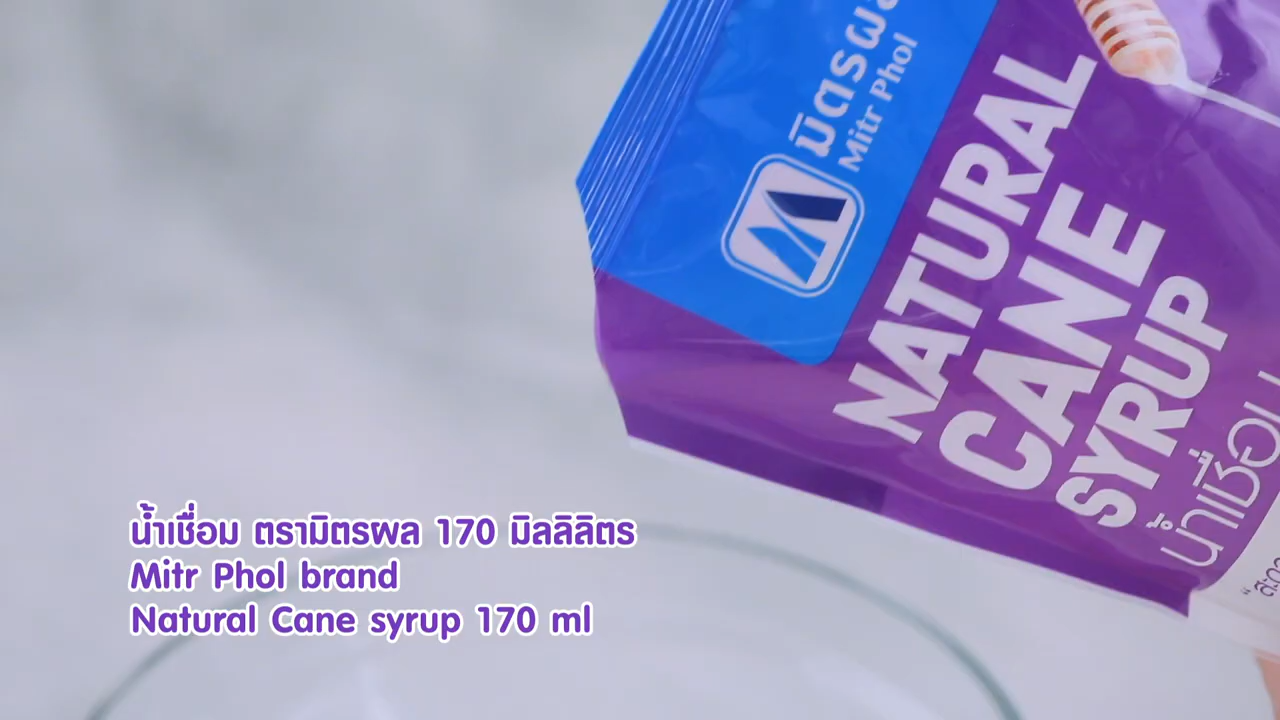 มิตรผล
Mitr Phol
NATURAL
CANE
SYRUP
น้ำเชื่อม
น้ำเชื่อม ตรามิตรผล 170 มิลลิลิตร
Mitr Phol brand
Natural Cane syrup 170 ml